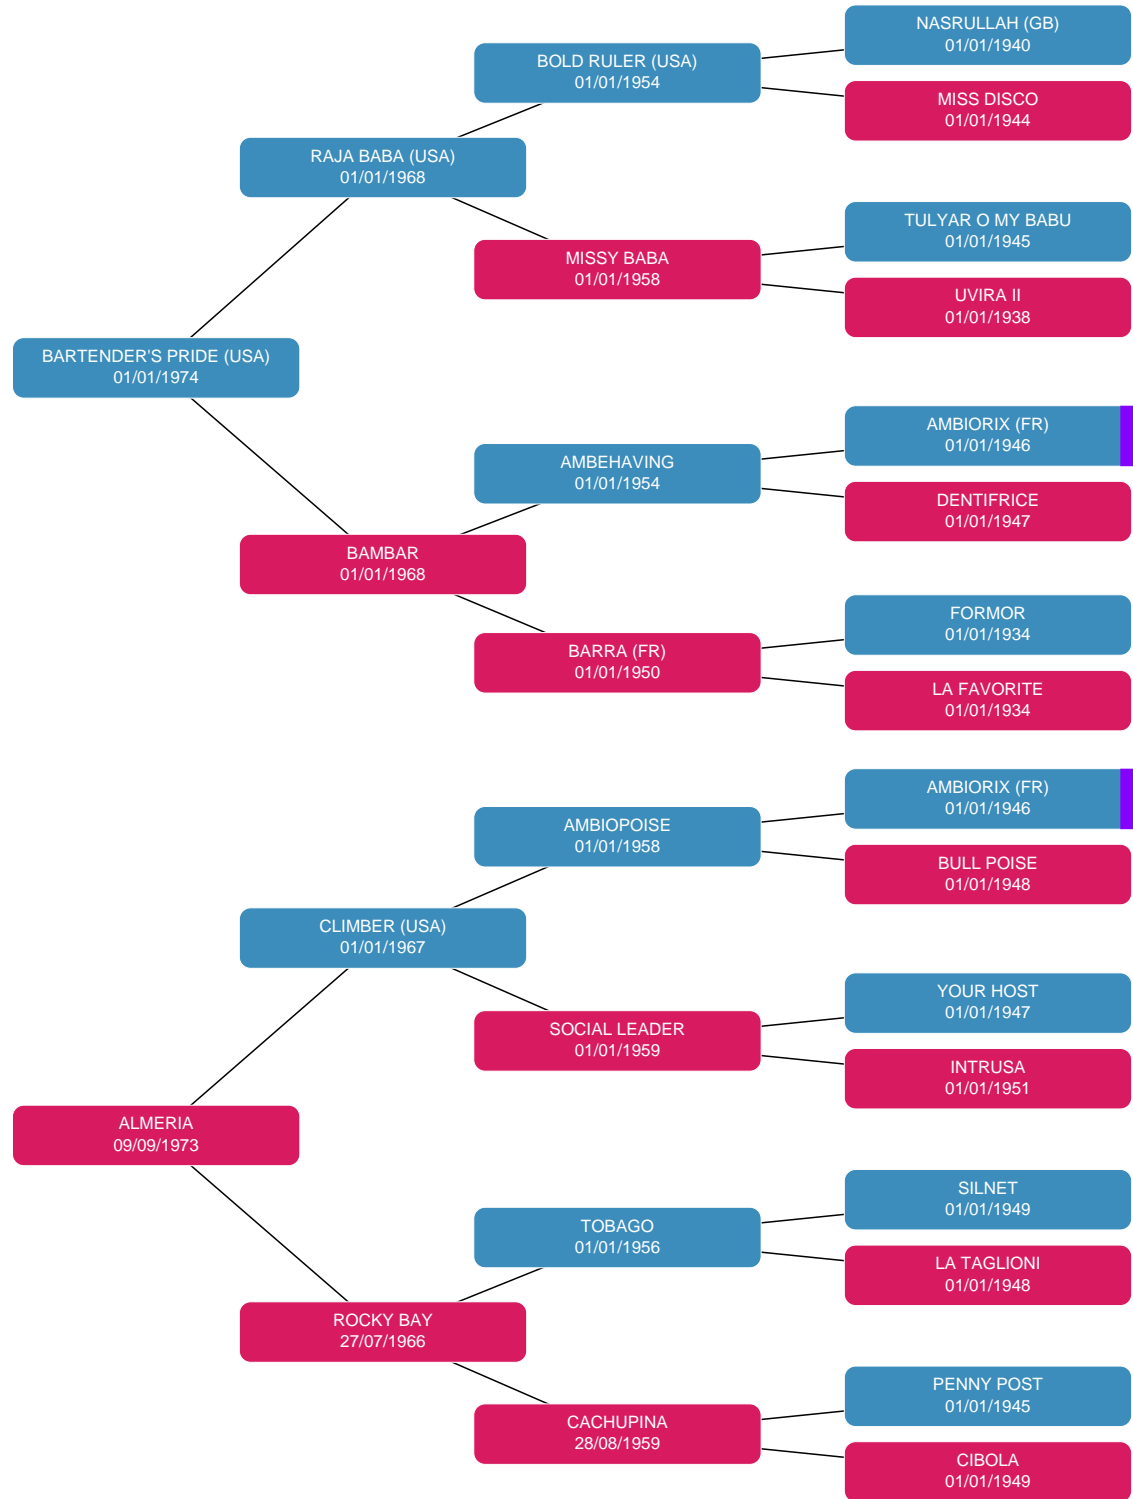 NASRULLAH (GB)
01/01/1940
BOLD RULER (USA)
01/01/1954
MISS DISCO
01/01/1944
RAJA BABA (USA)
01/01/1968
TULYAR O MY BABU
01/01/1945
MISSY BABA
01/01/1958
UVIRA II
01/01/1938
BARTENDER'S PRIDE (USA)
01/01/1974
AMBIORIX (FR)
01/01/1946
AMBEHAVING
01/01/1954
DENTIFRICE
01/01/1947
BAMBAR
01/01/1968
FORMOR
01/01/1934
BARRA (FR)
01/01/1950
LA FAVORITE
01/01/1934
AMBIORIX (FR)
01/01/1946
AMBIOPOISE
01/01/1958
BULL POISE
01/01/1948
CLIMBER (USA)
01/01/1967
YOUR HOST
01/01/1947
SOCIAL LEADER
01/01/1959
INTRUSA
01/01/1951
ALMERIA
09/09/1973
SILNET
01/01/1949
TOBAGO
01/01/1956
LA TAGLIONI
01/01/1948
ROCKY BAY
27/07/1966
PENNY POST
01/01/1945
CACHUPINA
28/08/1959
CIBOLA
01/01/1949